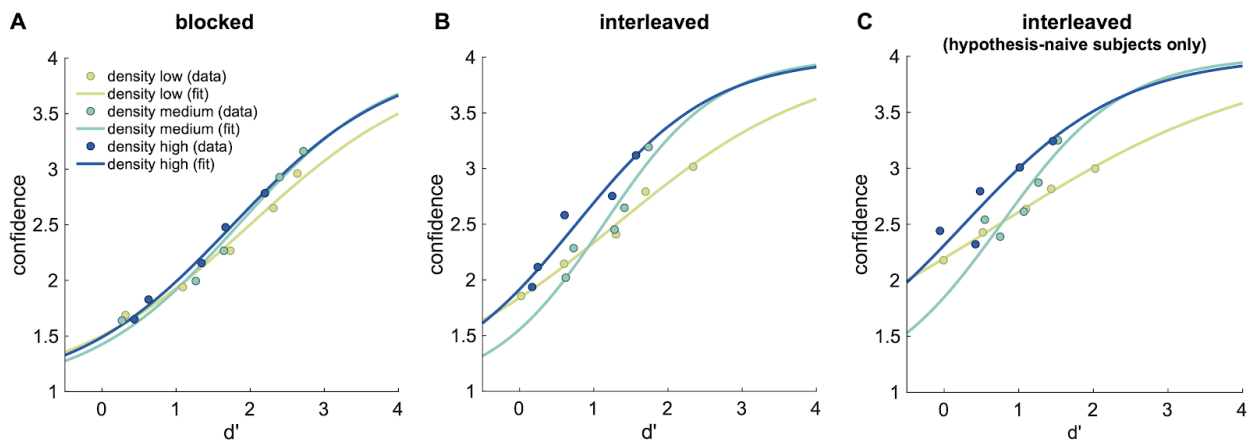 A
blocked
4
3.5
3
2.5
2
1.5
1
confidence
density low (data)
density low (fit)
density medium (data)
density medium (fit)
density high (data)
density high (fit)
0
1
2
3
4
d'
B
interleaved
4
3.5
3
2.5
2
1.5
1
confidence
0
1
2
3
4
d'
C
interleaved
(hypothesis-naive subjects only)
4
3.5
3
2.5
2
1.5
1
confidence
0
1
2
3
4
d'